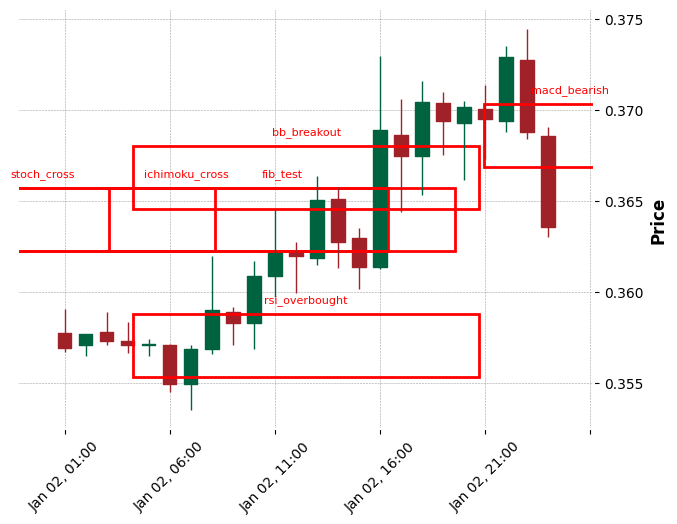 0.375
macd_bearish
0.370
bb_breakout
stoch_cross
ichimoku_cross
fib_test
0.365
Price
rsi_overbought
0.360
0.355
Jan 02, 01:00
Jan 02, 06:00
Jan 02, 11:00
Jan 02, 16:00
Jan 02, 21:00